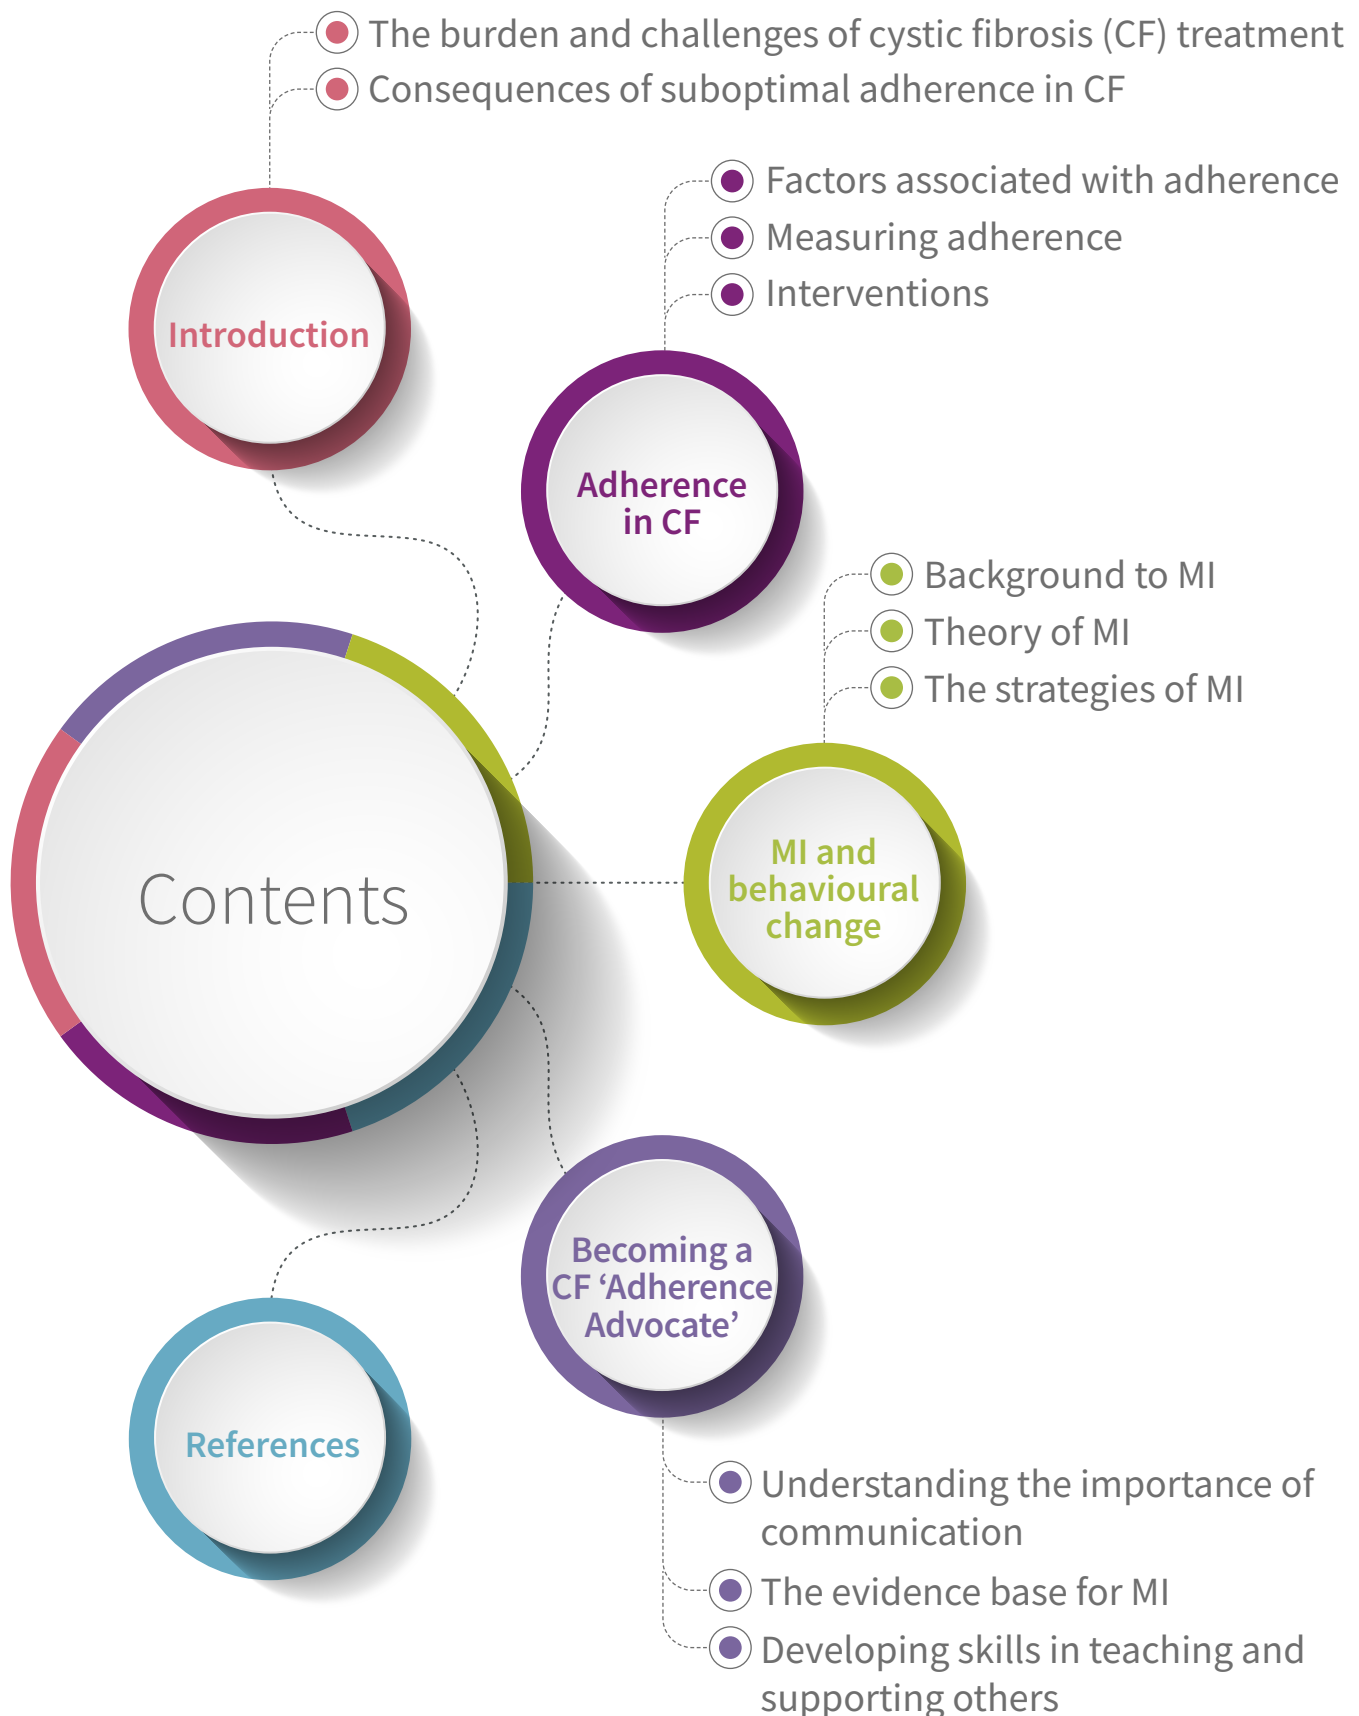 The burden and challenges of cystic fibrosis (CF) treatment
Consequences of suboptimal adherence in CF
Introduction
Factors associated with adherence
Measuring adherence
Interventions
Adherence
in CF
Background to MI
Theory of MI
The strategies of MI
MI and
behavioural
change
Contents
Becoming a
CF ‘Adherence
Advocate’
Understanding the importance of
communication
The evidence base for MI
Developing skills in teaching and
supporting others
References